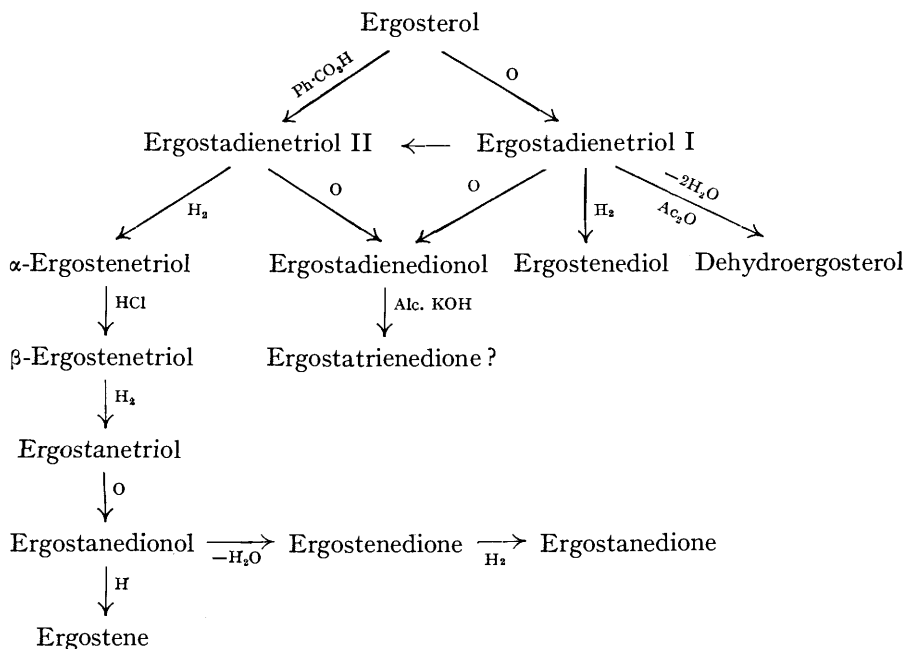 Ergosterol
Ph·CO₃H O
Ergostadienetriol II ← Ergostadienetriol I
H₂ O O H₂ −2H₂O
Ac₂O
α-Ergostenetriol Ergostadienedionol Ergostenediol Dehydroergosterol
HCl Alc. KOH
β-Ergostenetriol Ergostatrienedione ?
H₂
Ergostanetriol
O
Ergostanedionol → Ergostenedione → Ergostanedione
−H₂O H₂
H
Ergostene